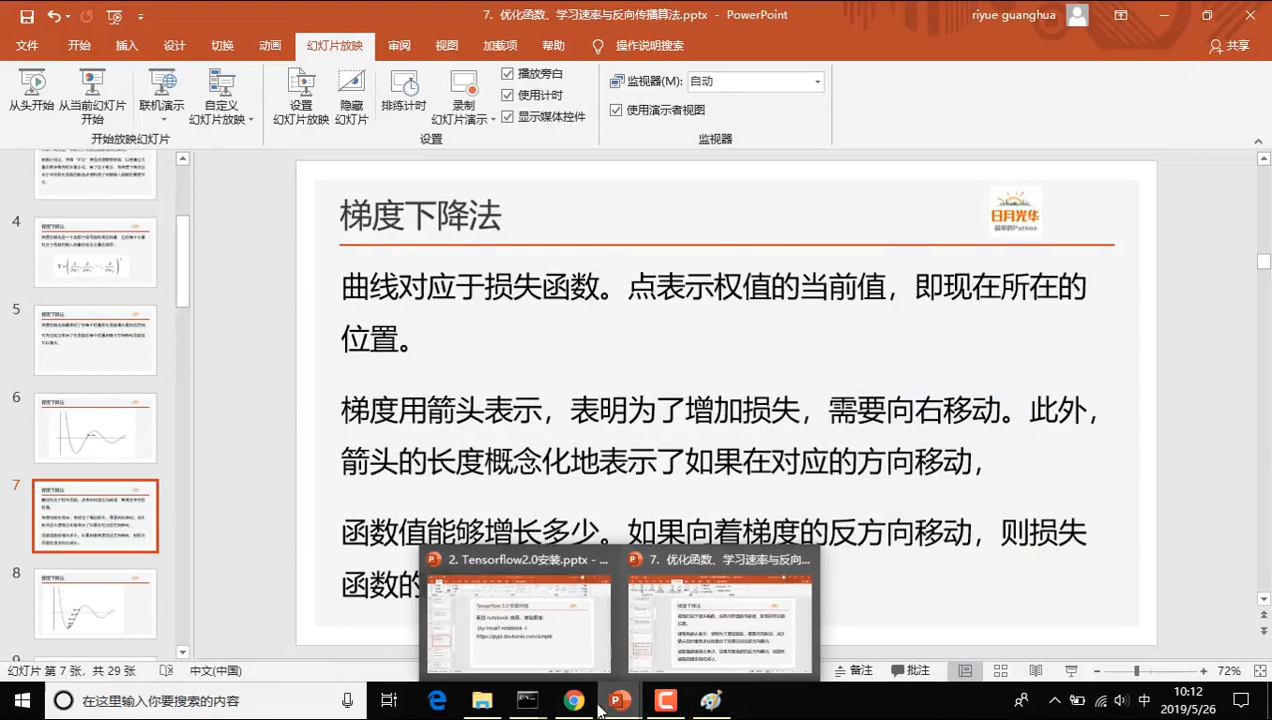 7. 优化函数、学习速率与反向传播算法.pptx - PowerPoint
riyue guanghua
文件 开始 插入 设计 切换 动画 幻灯片放映 审阅 视图 加载项 帮助 操作说明搜索 共享
从头开始 从当前幻灯片
开始 联机演示 自定义
幻灯片放映 设置
幻灯片放映 隐藏
幻灯片 排练计时 录制
幻灯片演示
播放旁白
使用计时
显示媒体控件
监视器(M): 自动
使用演示者视图
开始放映幻灯片 设置 监视器
4
5
6
7
8
梯度下降法
日月光华
简单的Python
曲线对应于损失函数。点表示权值的当前值，即现在所在的
位置。
梯度用箭头表示，表明为了增加损失，需要向右移动。此外，
箭头的长度概念化地表示了如果在对应的方向移动，
函数值能够增长多少。如果向着梯度的反方向移动，则损失
函数的
2. Tensorflow2.0安装.pptx - ...
7. 优化函数、学习速率与反向...
幻灯片 第 7 张，共 29 张 中文(中国) 备注 批注 72%
在这里输入你要搜索的内容
中 10:12
2019/5/26